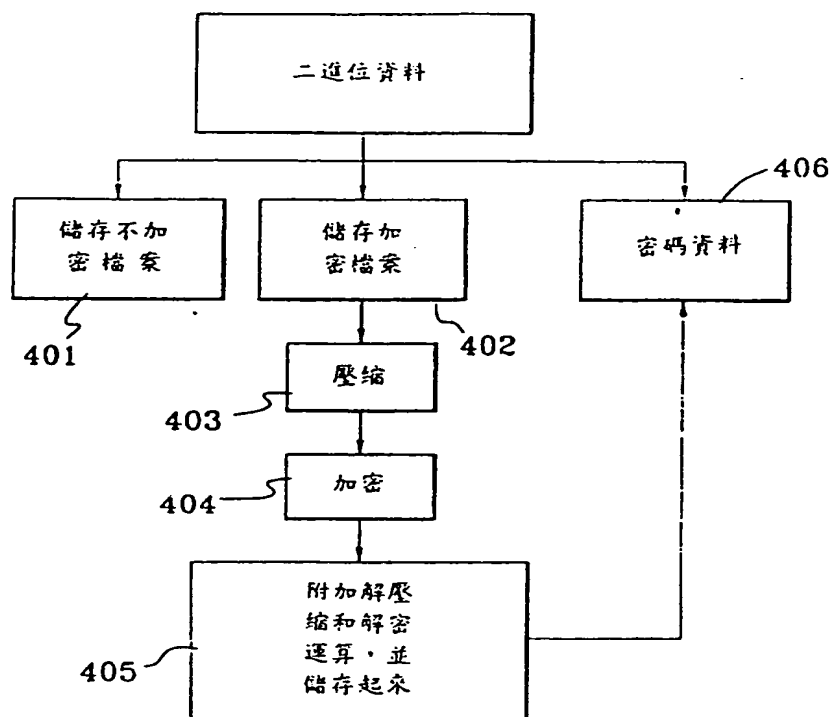 二進位資料
406
儲存不加
密檔案
儲存加
密檔案
密碼資料
401
402
壓縮
403
加密
404
附加解壓
縮和解密
運算，並
儲存起來
405